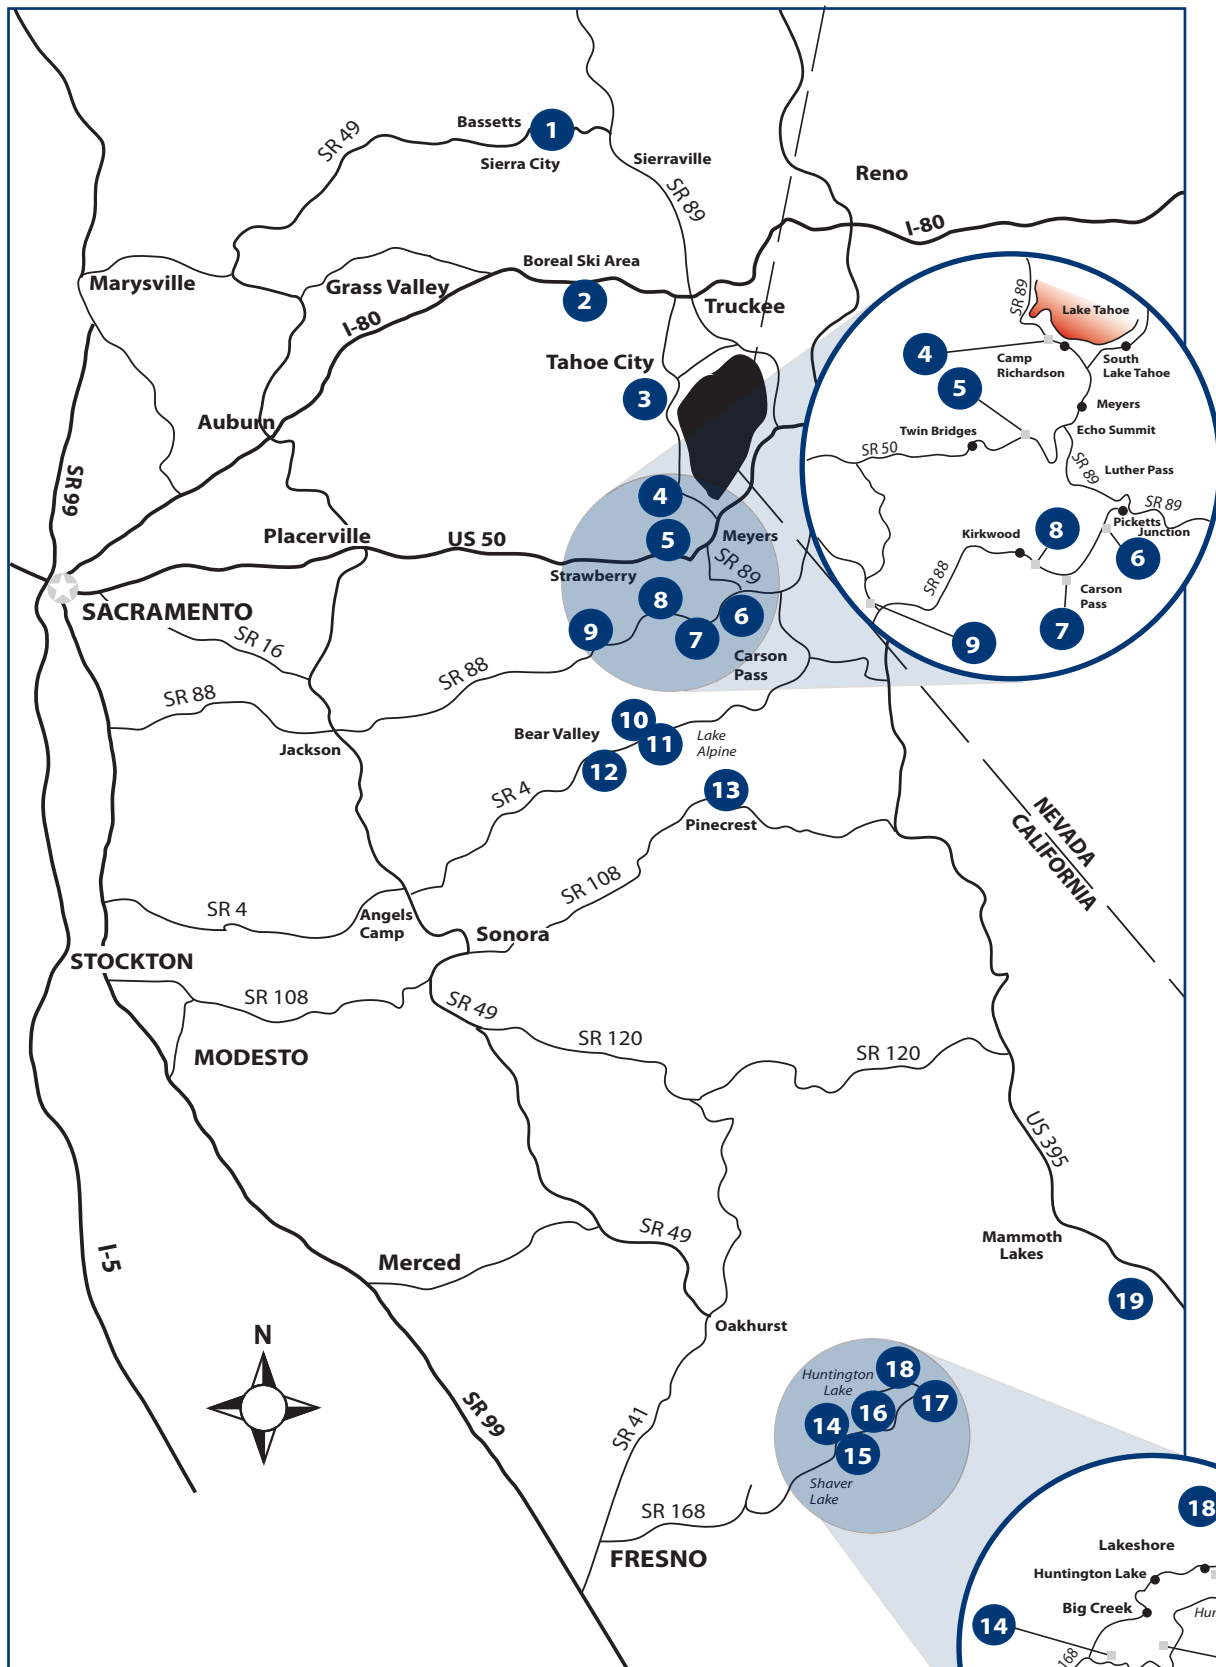 Bassetts
1
SR 49
Sierra City
Sierraville
SR 89
Reno
I-80
Boreal Ski Area
2
Marysville
Grass Valley
I-80
Truckee
Tahoe City
3
Auburn
SR 99
SR 89
Lake Tahoe
4
Camp
Richardson
South
Lake Tahoe
5
Meyers
Twin Bridges
Echo Summit
SR 50
SR 89
Luther Pass
SR 89
Picketts
Junction
Kirkwood
8
6
SR 88
Carson
Pass
7
9
4
Placerville
US 50
5
Meyers
Strawberry
SR 89
SACRAMENTO
8
6
9
7
SR 16
Carson
Pass
SR 88
SR 88
Jackson
Bear Valley
10
11
Lake
Alpine
12
SR 4
13
Pinecrest
NEVADA
CALIFORNIA
SR 108
SR 4
Angels
Camp
Sonora
STOCKTON
SR 108
SR 49
SR 120
SR 120
MODESTO
US 395
SR 49
Mammoth
Lakes
I-5
Merced
19
Oakhurst
N
Huntington
Lake
18
17
16
14
15
SR 99
SR 41
Shaver
Lake
SR 168
FRESNO
18
Lakeshore
Huntington Lake
Big Creek
Hun
14
168